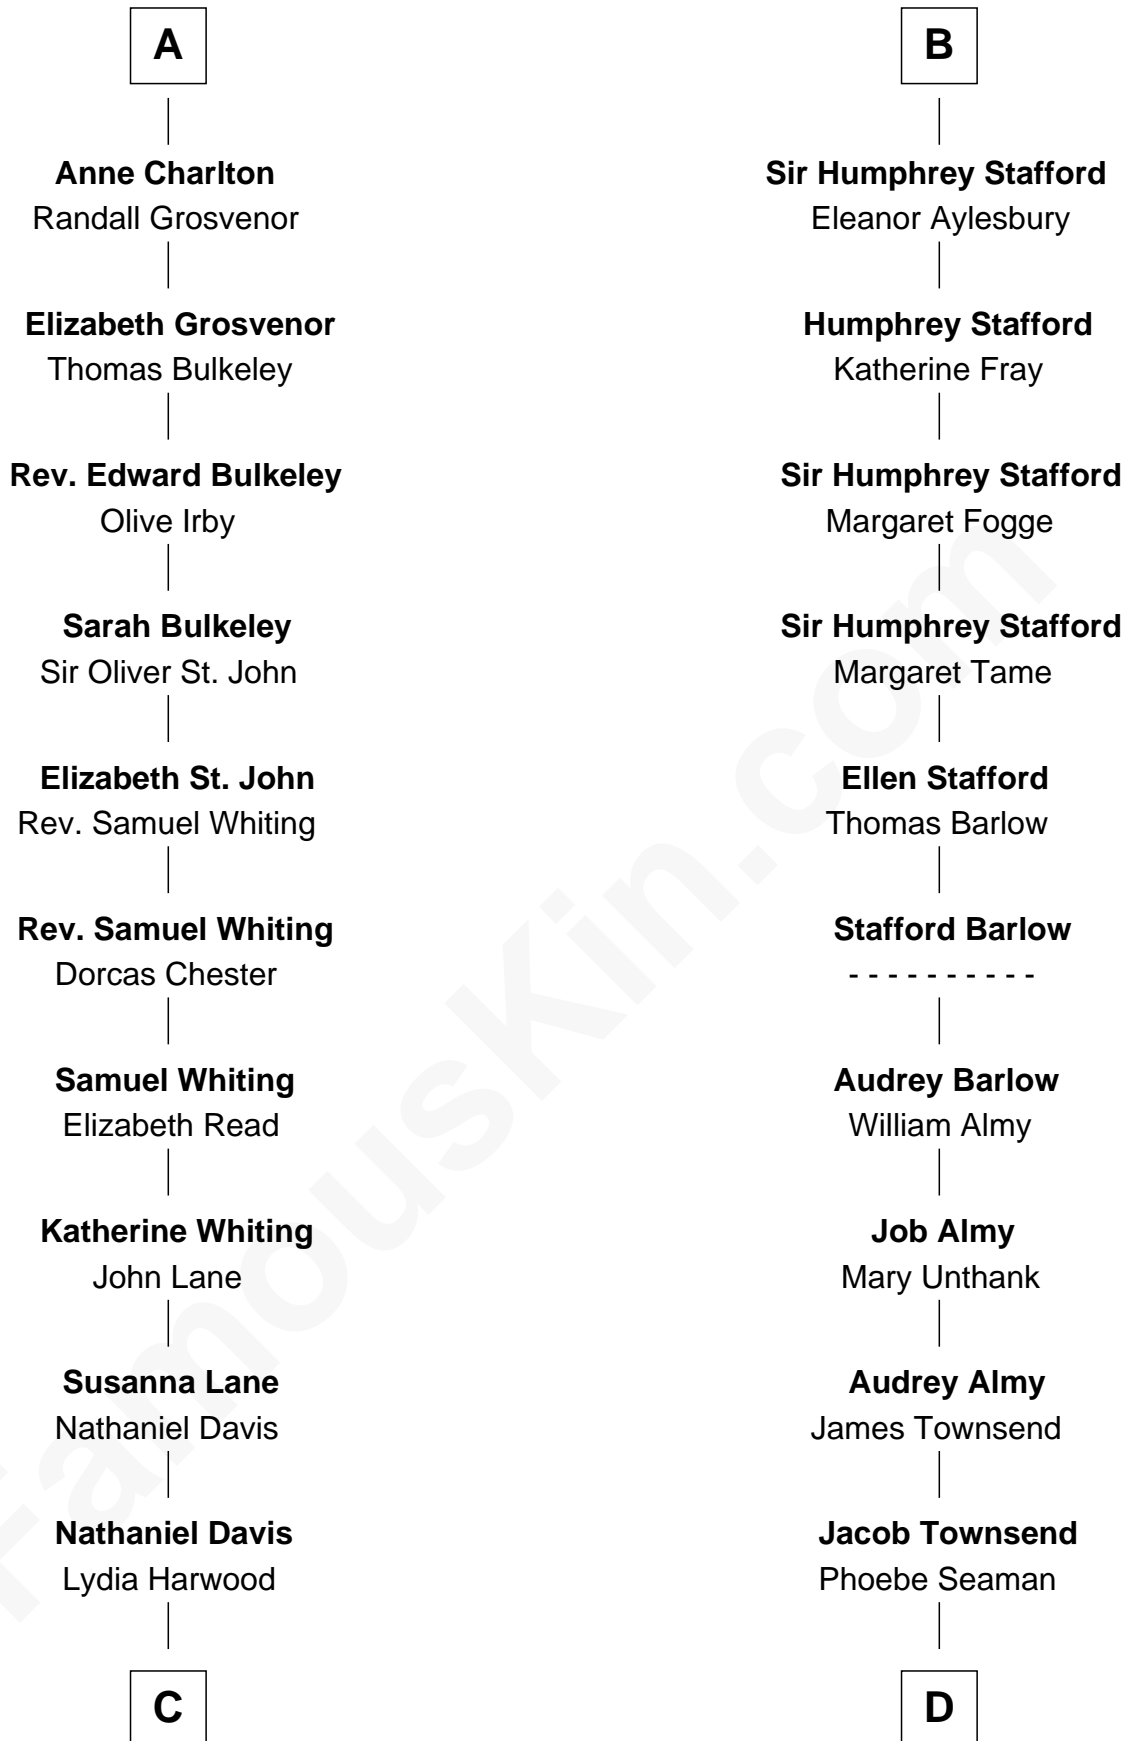 A
Anne Charlton
Randall Grosvenor
Elizabeth Grosvenor
Thomas Bulkeley
Rev. Edward Bulkeley
Olive Irby
Sarah Bulkeley
Sir Oliver St. John
Elizabeth St. John
Rev. Samuel Whiting
Rev. Samuel Whiting
Dorcas Chester
Samuel Whiting
Elizabeth Read
Katherine Whiting
John Lane
Susanna Lane
Nathaniel Davis
Nathaniel Davis
Lydia Harwood
C
B
Sir Humphrey Stafford
Eleanor Aylesbury
Humphrey Stafford
Katherine Fray
Sir Humphrey Stafford
Margaret Fogge
Sir Humphrey Stafford
Margaret Tame
Ellen Stafford
Thomas Barlow
Stafford Barlow
- - - - - - - - - -
Audrey Barlow
William Almy
Job Almy
Mary Unthank
Audrey Almy
James Townsend
Jacob Townsend
Phoebe Seaman
D
FamousKin.com